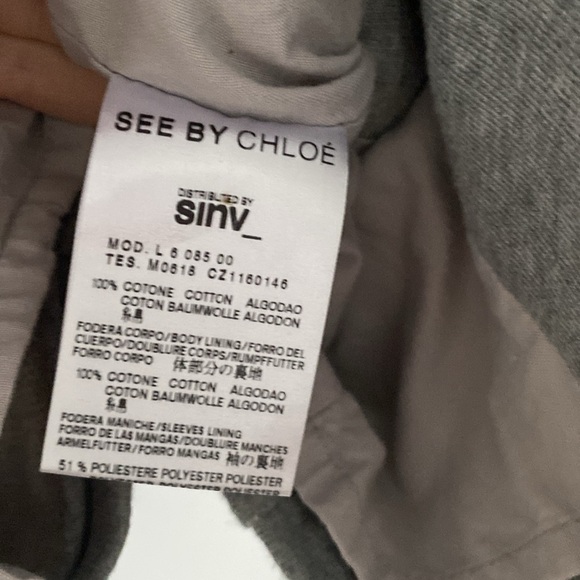 SEE BY CHLOÉ
DISTRIBUTED BY
sinv_
MOD. L 6 085 00
TES. M0618 CZ1160146
100% COTONE COTTON ALGODAO
COTON BAUMWOLLE ALGODON
FODERA CORPO/BODY LINING/FORRO DEL
CUERPO/DOUBLURE CORPS/RUMPFFUTTER
FORRO CORPO 体部分の裏地
100% COTONE COTTON ALGODAO
COTON BAUMWOLLE ALGODON
FODERA MANICHE/SLEEVES LINING
FORRO DE LAS MANGAS/DOUBLURE MANCHES
ARMELFUTTER/FORRO MANGAS 袖の裏地
51% POLIESTERE POLYESTER POLIESTER